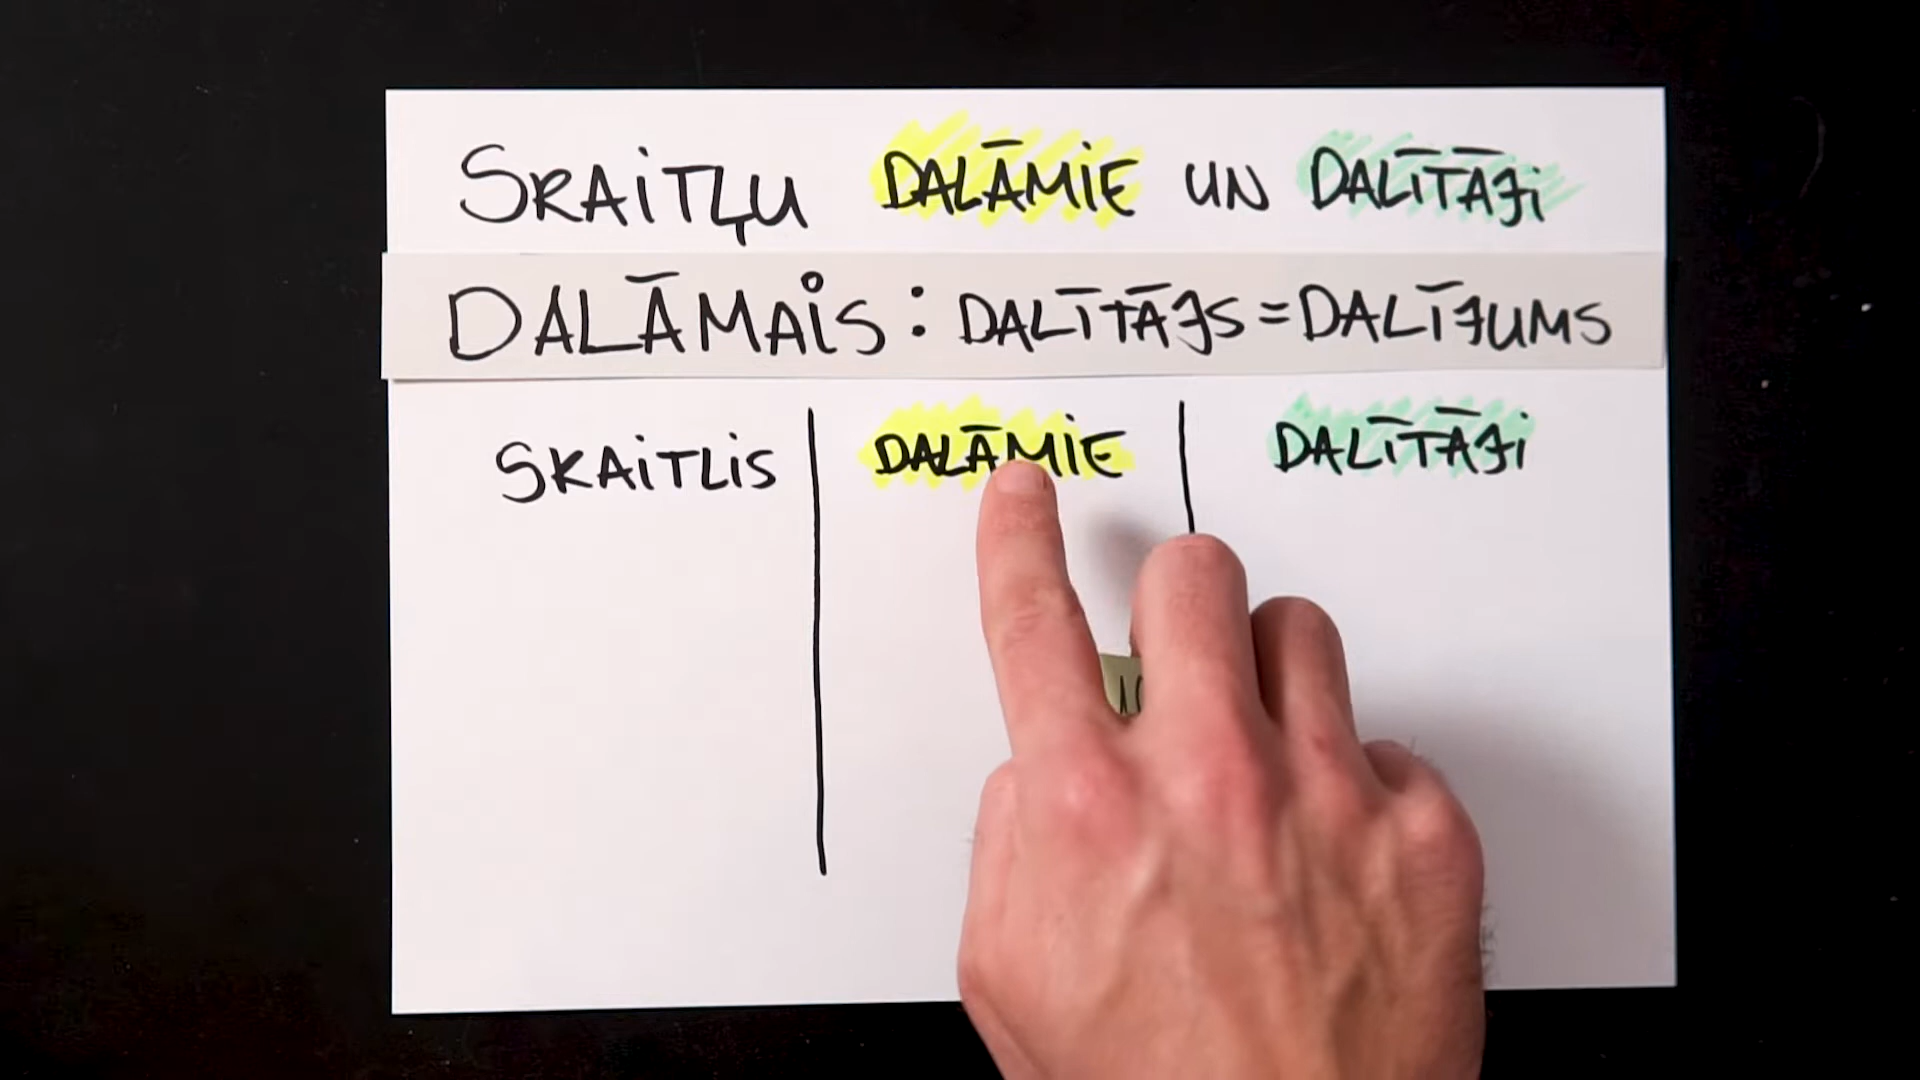 SKAITĻU DALĀMIE UN DALĪTĀJI
DALĀMAIS : DALĪTĀJS = DALĪJUMS
SKAITLIS DALĀMIE DALĪTĀJI